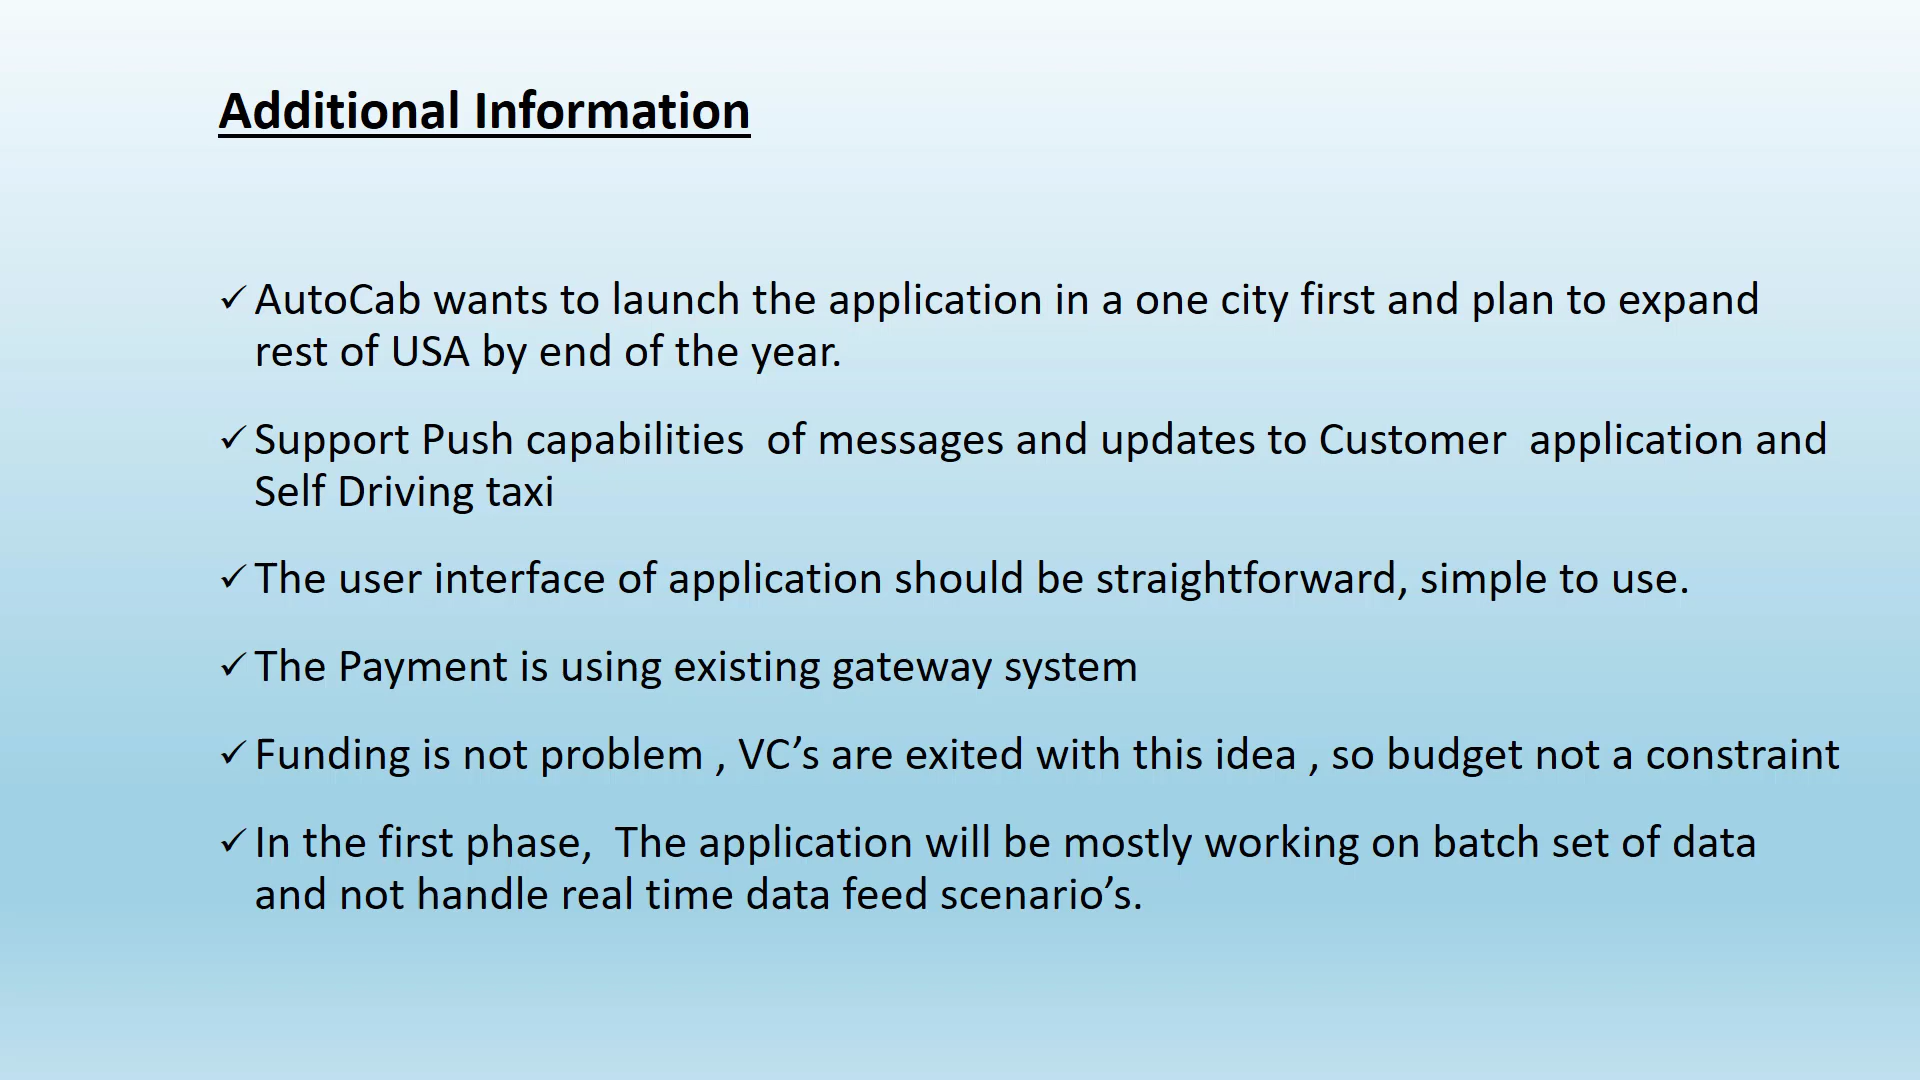 Additional Information
✓ AutoCab wants to launch the application in a one city first and plan to expand
rest of USA by end of the year.
✓ Support Push capabilities  of messages and updates to Customer  application and
Self Driving taxi
✓ The user interface of application should be straightforward, simple to use.
✓ The Payment is using existing gateway system
✓ Funding is not problem , VC’s are exited with this idea , so budget not a constraint
✓ In the first phase,  The application will be mostly working on batch set of data
and not handle real time data feed scenario’s.